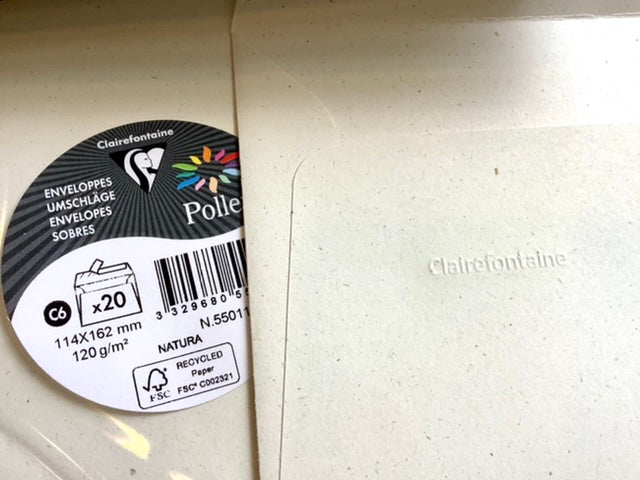 Clairefontaine
ENVELOPPES
UMSCHLÄGE
ENVELOPES
SOBRES
Polle
C6
x20
114X162 mm
120 g/m²
3 329680 5
N.55011
NATURA
RECYCLED
Paper
FSC
FSC® C002321
Clairefontaine